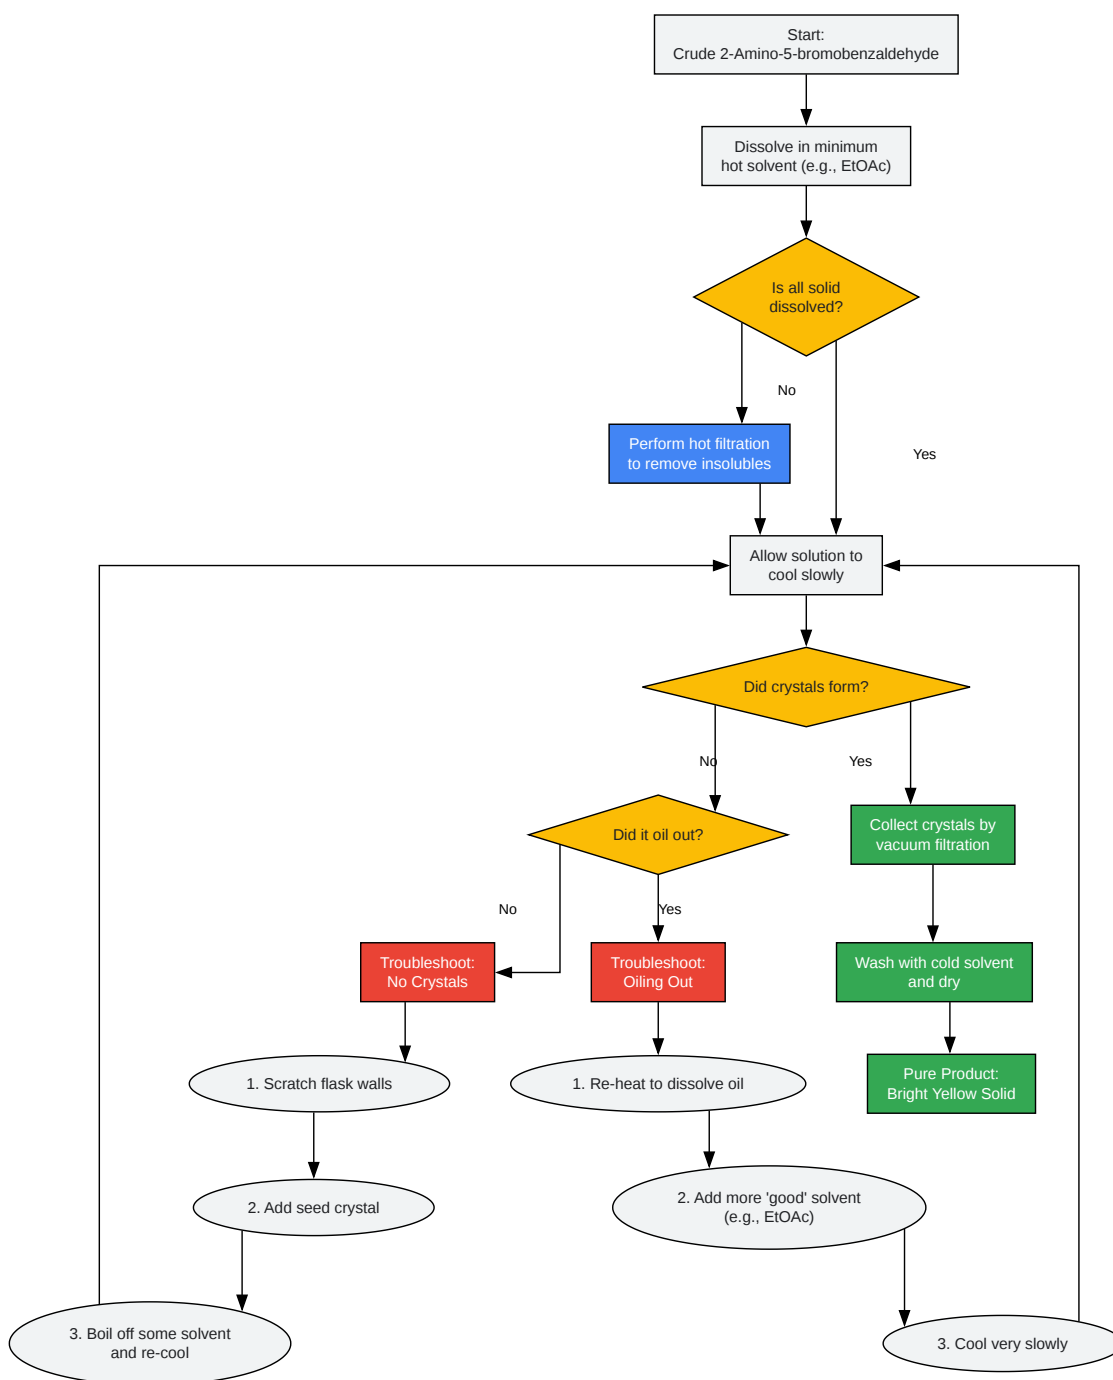 Start:
Crude 2-Amino-5-bromobenzaldehyde
Dissolve in minimum
hot solvent (e.g., EtOAc)
Is all solid
dissolved?
No
Yes
Perform hot filtration
to remove insolubles
Allow solution to
cool slowly
Did crystals form?
No
Yes
Did it oil out?
Collect crystals by
vacuum filtration
No
Yes
Troubleshoot:
No Crystals
Troubleshoot:
Oiling Out
Wash with cold solvent
and dry
1. Scratch flask walls
1. Re-heat to dissolve oil
Pure Product:
Bright Yellow Solid
2. Add seed crystal
2. Add more 'good' solvent
(e.g., EtOAc)
3. Boil off some solvent
and re-cool
3. Cool very slowly